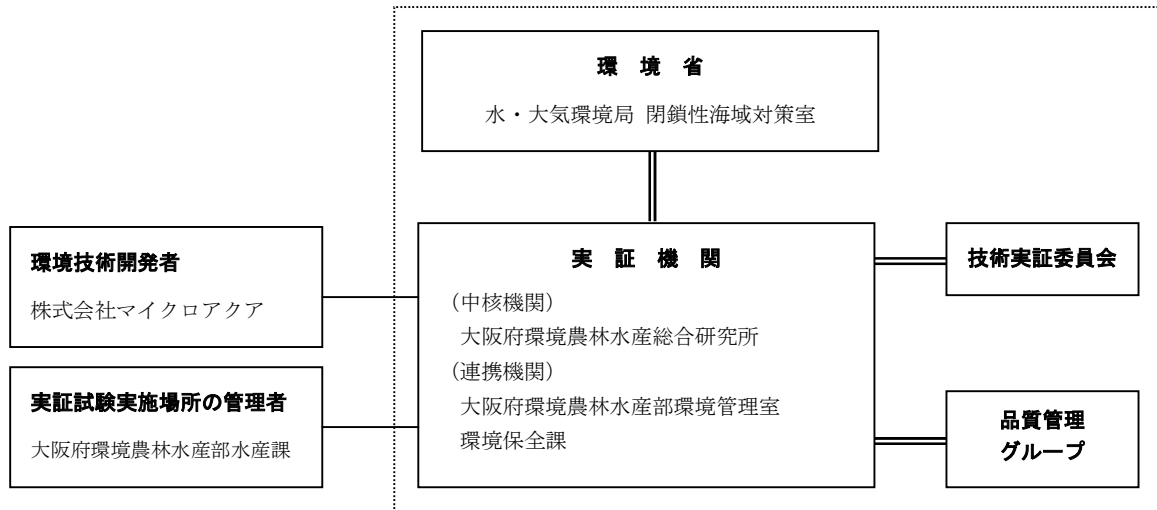 環 境 省
水・大気環境局 閉鎖性海域対策室
環境技術開発者
株式会社マイクロアクア
実証試験実施場所の管理者
大阪府環境農林水産部水産課
実 証 機 関
（中核機関）
大阪府環境農林水産総合研究所
（連携機関）
大阪府環境農林水産部環境管理室
環境保全課
技術実証委員会
品質管理
グループ